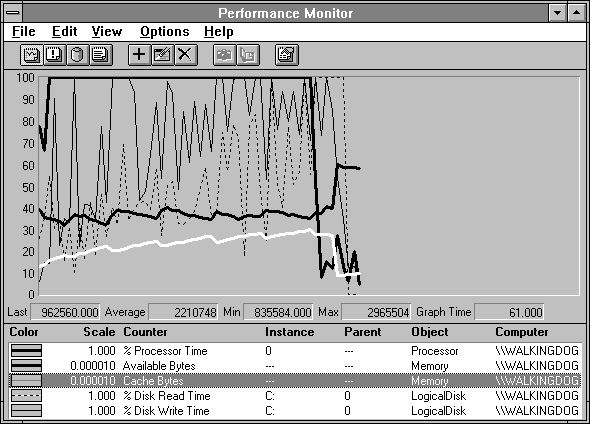 Performance Monitor
File Edit View Options Help
100
90
80
70
60
50
40
30
20
10
0
Last 962560.000 Average 2210748 Min 835584.000 Max 2965504 Graph Time 61.000
Color Scale Counter Instance Parent Object Computer
1.000 % Processor Time 0 --- Processor \\WALKINGDOG
0.000010 Available Bytes --- --- Memory \\WALKINGDOG
0.000010 Cache Bytes --- --- Memory \\WALKINGDOG
1.000 % Disk Read Time C: 0 LogicalDisk \\WALKINGDOG
1.000 % Disk Write Time C: 0 LogicalDisk \\WALKINGDOG